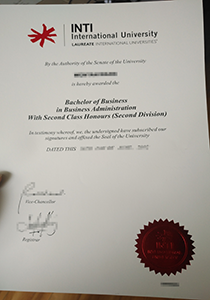 INTI
International University
LAUREATE INTERNATIONAL UNIVERSITIES
By the Authority of the Senate of the University
is hereby awarded the
Bachelor of Business
in Business Administration
With Second Class Honours (Second Division)
In testimony whereof, we, the undersigned have subscribed our
signatures and affixed the Seal of the University
DATED THIS
Vice-Chancellor
Registrar
INTI